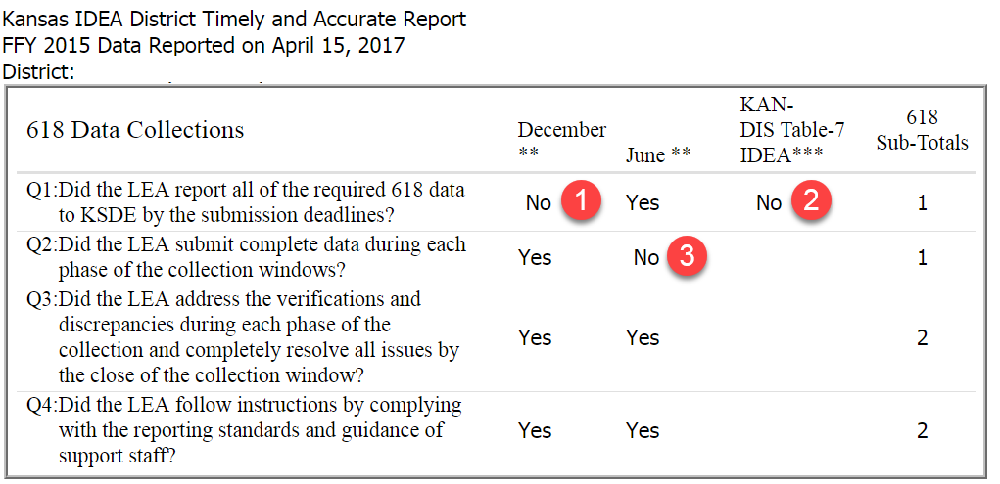 Kansas IDEA District Timely and Accurate Report
FFY 2015 Data Reported on April 15, 2017
District:
KAN-
618 Data Collections December DIS Table-7 618
** June ** IDEA*** Sub-Totals
Q1:Did the LEA report all of the required 618 data
to KSDE by the submission deadlines?
No 1 Yes No 2 1
Q2:Did the LEA submit complete data during each
phase of the collection windows?
Yes No 3 1
Q3:Did the LEA address the verifications and
discrepancies during each phase of the
collection and completely resolve all issues by
the close of the collection window?
Yes Yes 2
Q4:Did the LEA follow instructions by complying
with the reporting standards and guidance of
support staff?
Yes Yes 2